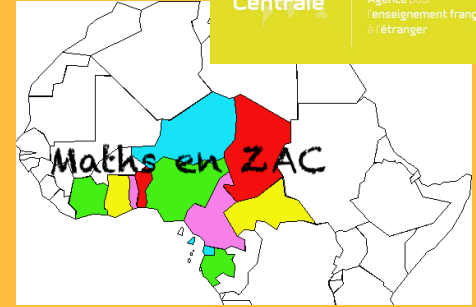 Centrale
Agence pour
l'enseignement franç
à l'étranger
Maths en ZAC